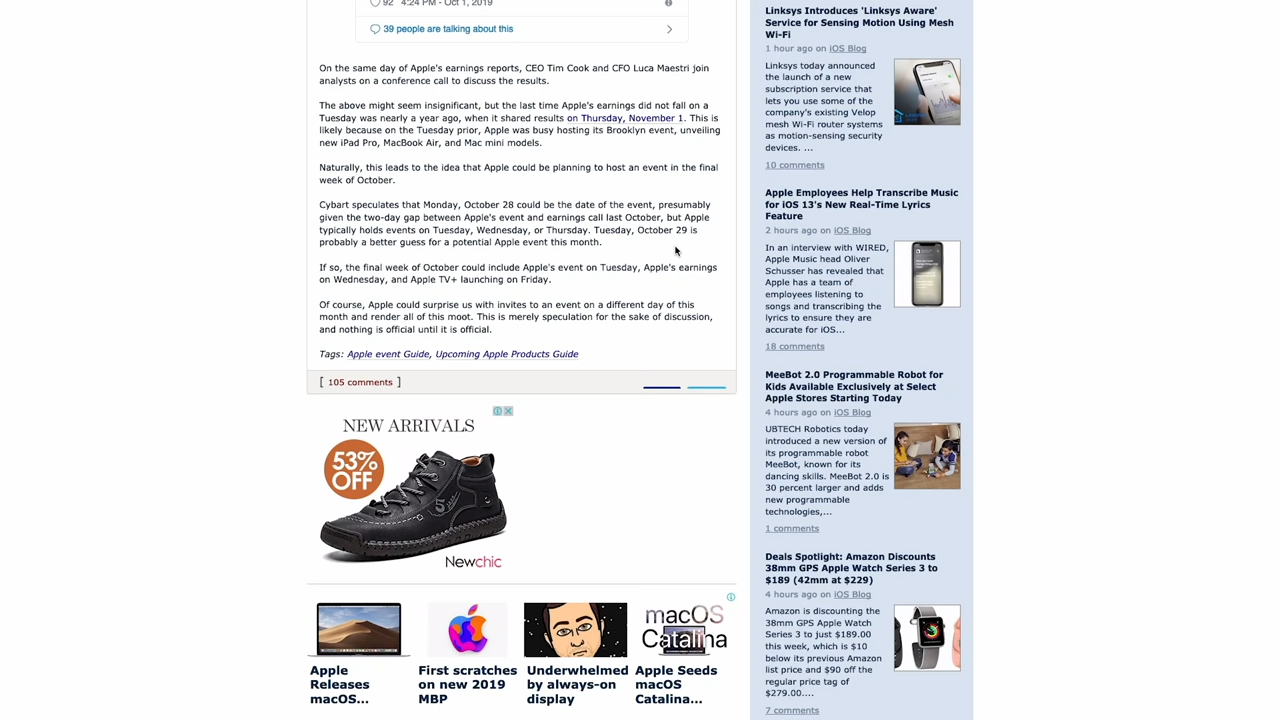 92 4:24 PM - Oct 1, 2019
39 people are talking about this
On the same day of Apple's earnings reports, CEO Tim Cook and CFO Luca Maestri join
analysts on a conference call to discuss the results.
The above might seem insignificant, but the last time Apple's earnings did not fall on a
Tuesday was nearly a year ago, when it shared results on Thursday, November 1. This is
likely because on the Tuesday prior, Apple was busy hosting its Brooklyn event, unveiling
new iPad Pro, MacBook Air, and Mac mini models.
Naturally, this leads to the idea that Apple could be planning to host an event in the final
week of October.
Cybart speculates that Monday, October 28 could be the date of the event, presumably
given the two-day gap between Apple's event and earnings call last October, but Apple
typically holds events on Tuesday, Wednesday, or Thursday. Tuesday, October 29 is
probably a better guess for a potential Apple event this month.
If so, the final week of October could include Apple's event on Tuesday, Apple's earnings
on Wednesday, and Apple TV+ launching on Friday.
Of course, Apple could surprise us with invites to an event on a different day of this
month and render all of this moot. This is merely speculation for the sake of discussion,
and nothing is official until it is official.
Tags: Apple event Guide, Upcoming Apple Products Guide
[ 105 comments ]
NEW ARRIVALS
53%
OFF
Newchic
macOS
Catalina
Apple
Releases
macOS...
First scratches
on new 2019
MBP
Underwhelmed
by always-on
display
Apple Seeds
macOS
Catalina...
Linksys Introduces 'Linksys Aware'
Service for Sensing Motion Using Mesh
Wi-Fi
1 hour ago on iOS Blog
Linksys today announced
the launch of a new
subscription service that
lets you use some of the
company's existing Velop
mesh Wi-Fi router systems
as motion-sensing security
devices. ...
10 comments
Apple Employees Help Transcribe Music
for iOS 13's New Real-Time Lyrics
Feature
2 hours ago on iOS Blog
In an interview with WIRED,
Apple Music head Oliver
Schusser has revealed that
Apple has a team of
employees listening to
songs and transcribing the
lyrics to ensure they are
accurate for iOS...
18 comments
MeeBot 2.0 Programmable Robot for
Kids Available Exclusively at Select
Apple Stores Starting Today
4 hours ago on iOS Blog
UBTECH Robotics today
introduced a new version of
its programmable robot
MeeBot, known for its
dancing skills. MeeBot 2.0 is
30 percent larger and adds
new programmable
technologies,...
1 comments
Deals Spotlight: Amazon Discounts
38mm GPS Apple Watch Series 3 to
$189 (42mm at $229)
4 hours ago on iOS Blog
Amazon is discounting the
38mm GPS Apple Watch
Series 3 to just $189.00
this week, which is $10
below its previous Amazon
list price and $90 off the
regular price tag of
$279.00....
7 comments